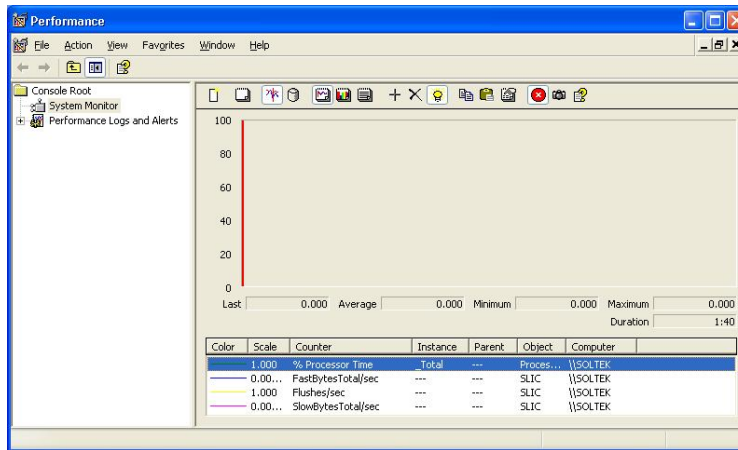 Performance
File Action View Favorites Window Help
Console Root
System Monitor
Performance Logs and Alerts
100
80
60
40
20
0
Last 0.000 Average 0.000 Minimum 0.000 Maximum 0.000
Duration 1:40
Color Scale Counter Instance Parent Object Computer
1.000 % Processor Time _Total --- Proces... \\SOLTEK
0.00... FastBytesTotal/sec --- --- SLIC \\SOLTEK
1.000 Flushes/sec --- --- SLIC \\SOLTEK
0.00... SlowBytesTotal/sec --- --- SLIC \\SOLTEK